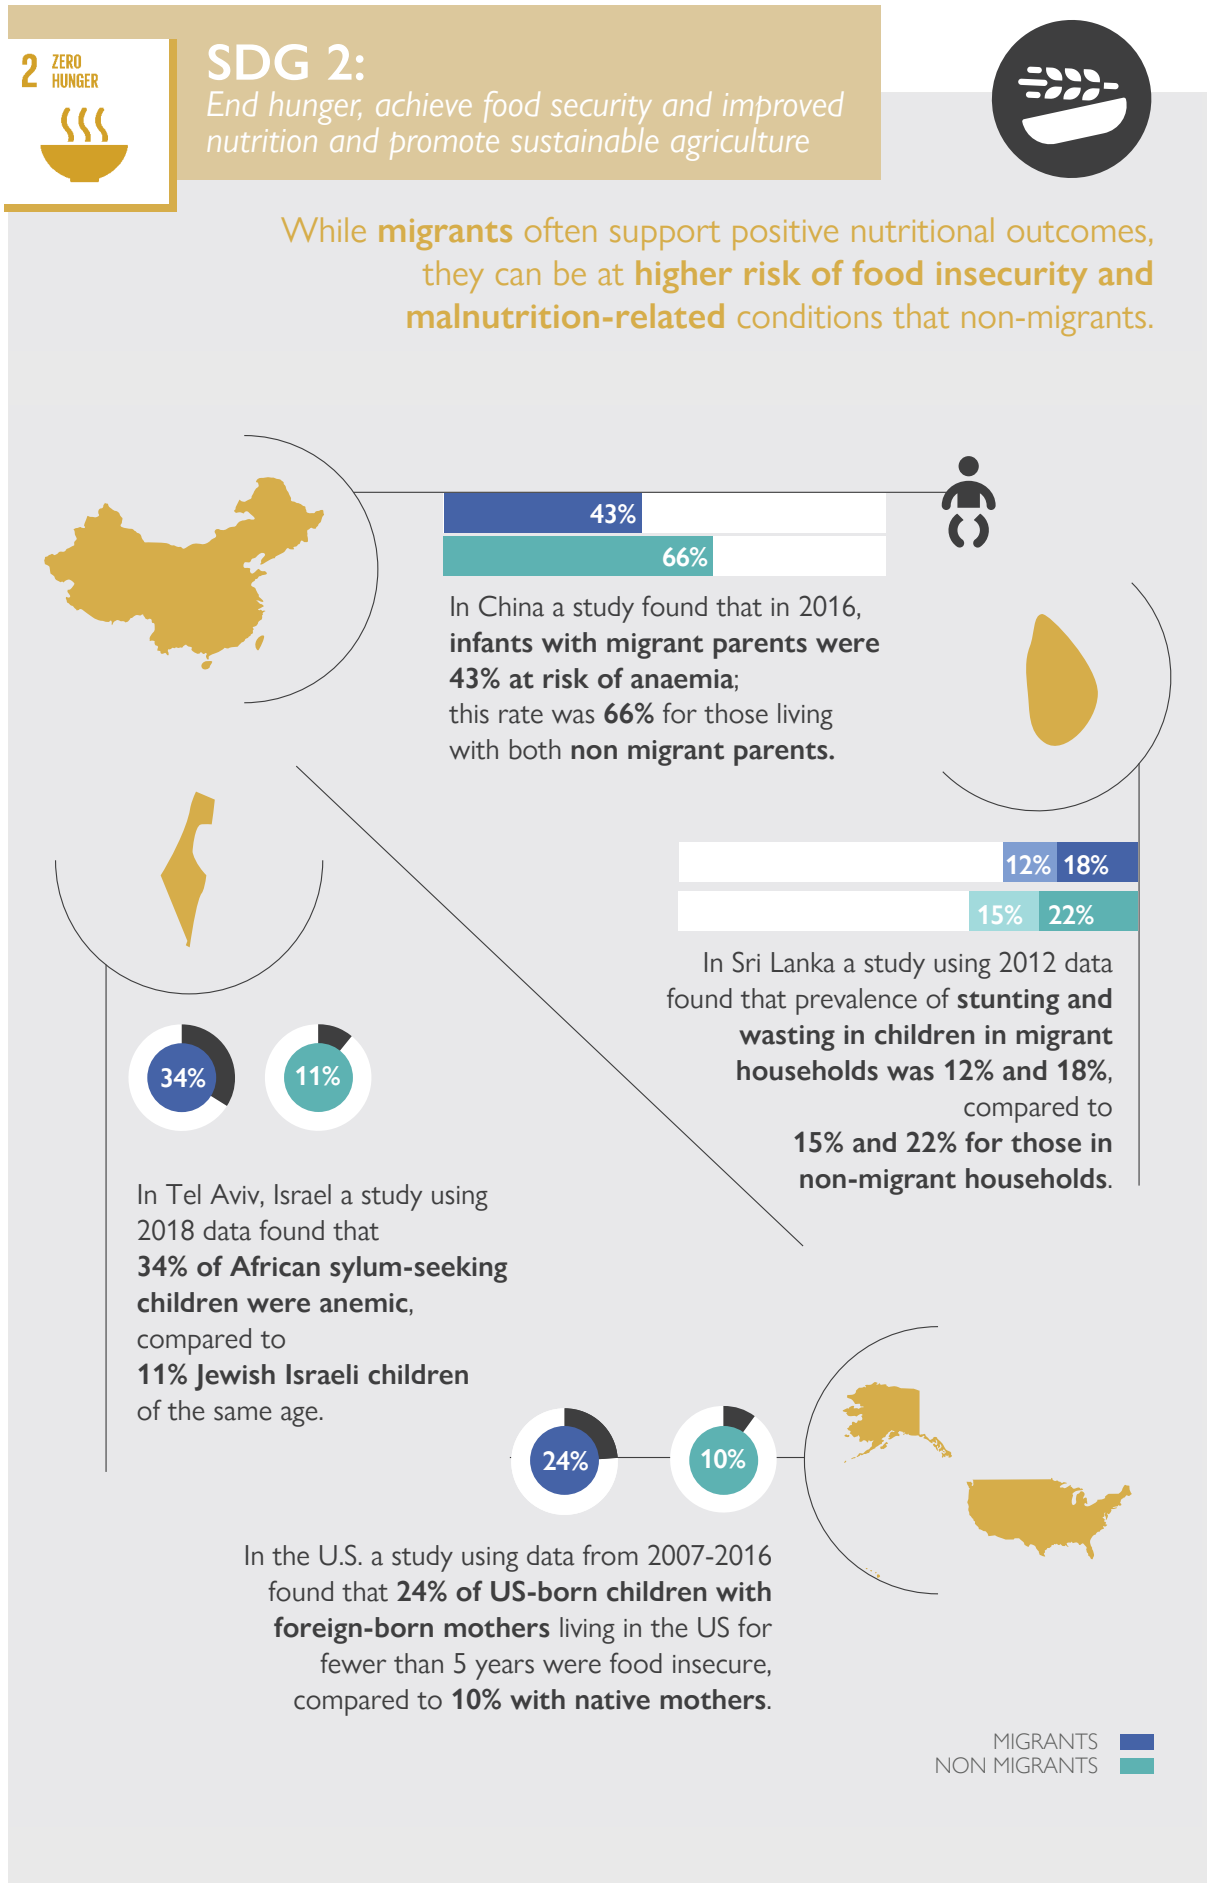 2 ZERO
HUNGER
SDG 2:
End hunger, achieve food security and improved
nutrition and promote sustainable agriculture
While migrants often support positive nutritional outcomes,
they can be at higher risk of food insecurity and
malnutrition-related conditions that non-migrants.
43%
66%
In China a study found that in 2016,
infants with migrant parents were
43% at risk of anaemia;
this rate was 66% for those living
with both non migrant parents.
12% 18%
15% 22%
In Sri Lanka a study using 2012 data
found that prevalence of stunting and
wasting in children in migrant
households was 12% and 18%,
compared to
15% and 22% for those in
non-migrant households.
34% 11%
In Tel Aviv, Israel a study using
2018 data found that
34% of African sylum-seeking
children were anemic,
compared to
11% Jewish Israeli children
of the same age.
24% 10%
In the U.S. a study using data from 2007-2016
found that 24% of US-born children with
foreign-born mothers living in the US for
fewer than 5 years were food insecure,
compared to 10% with native mothers.
MIGRANTS
NON MIGRANTS